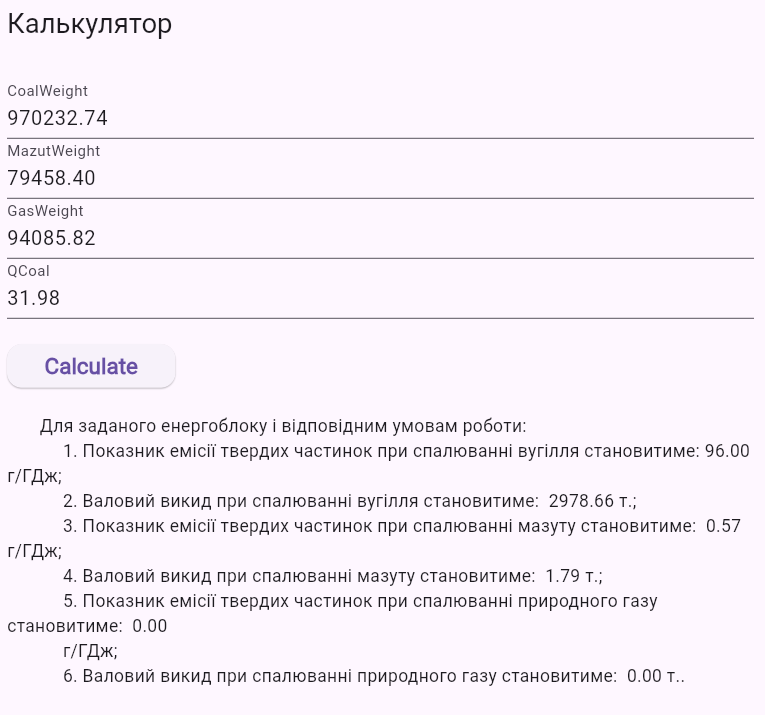 Калькулятор
CoalWeight
970232.74
MazutWeight
79458.40
GasWeight
94085.82
QCoal
31.98
Calculate
Для заданого енергоблоку і відповідним умовам роботи:
1. Показник емісії твердих частинок при спалюванні вугілля становитиме: 96.00
г/ГДж;
2. Валовий викид при спалюванні вугілля становитиме:  2978.66 т.;
3. Показник емісії твердих частинок при спалюванні мазуту становитиме:  0.57
г/ГДж;
4. Валовий викид при спалюванні мазуту становитиме:  1.79 т.;
5. Показник емісії твердих частинок при спалюванні природного газу
становитиме:  0.00
г/ГДж;
6. Валовий викид при спалюванні природного газу становитиме:  0.00 т..